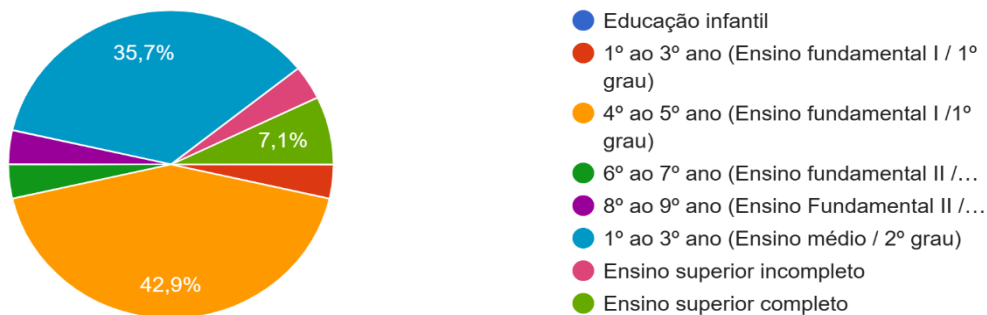 35,7%
7,1%
42,9%
Educação infantil
1º ao 3º ano (Ensino fundamental I / 1º
grau)
4º ao 5º ano (Ensino fundamental I /1º
grau)
6º ao 7º ano (Ensino fundamental II /…
8º ao 9º ano (Ensino Fundamental II /…
1º ao 3º ano (Ensino médio / 2º grau)
Ensino superior incompleto
Ensino superior completo